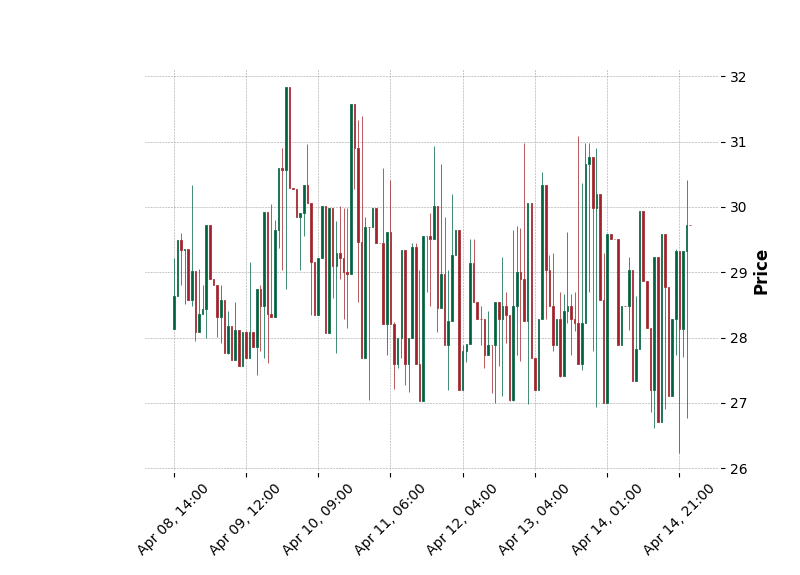 32
31
30
29
28
27
26
Price
Apr 08, 14:00
Apr 09, 12:00
Apr 10, 09:00
Apr 11, 06:00
Apr 12, 04:00
Apr 13, 04:00
Apr 14, 01:00
Apr 14, 21:00